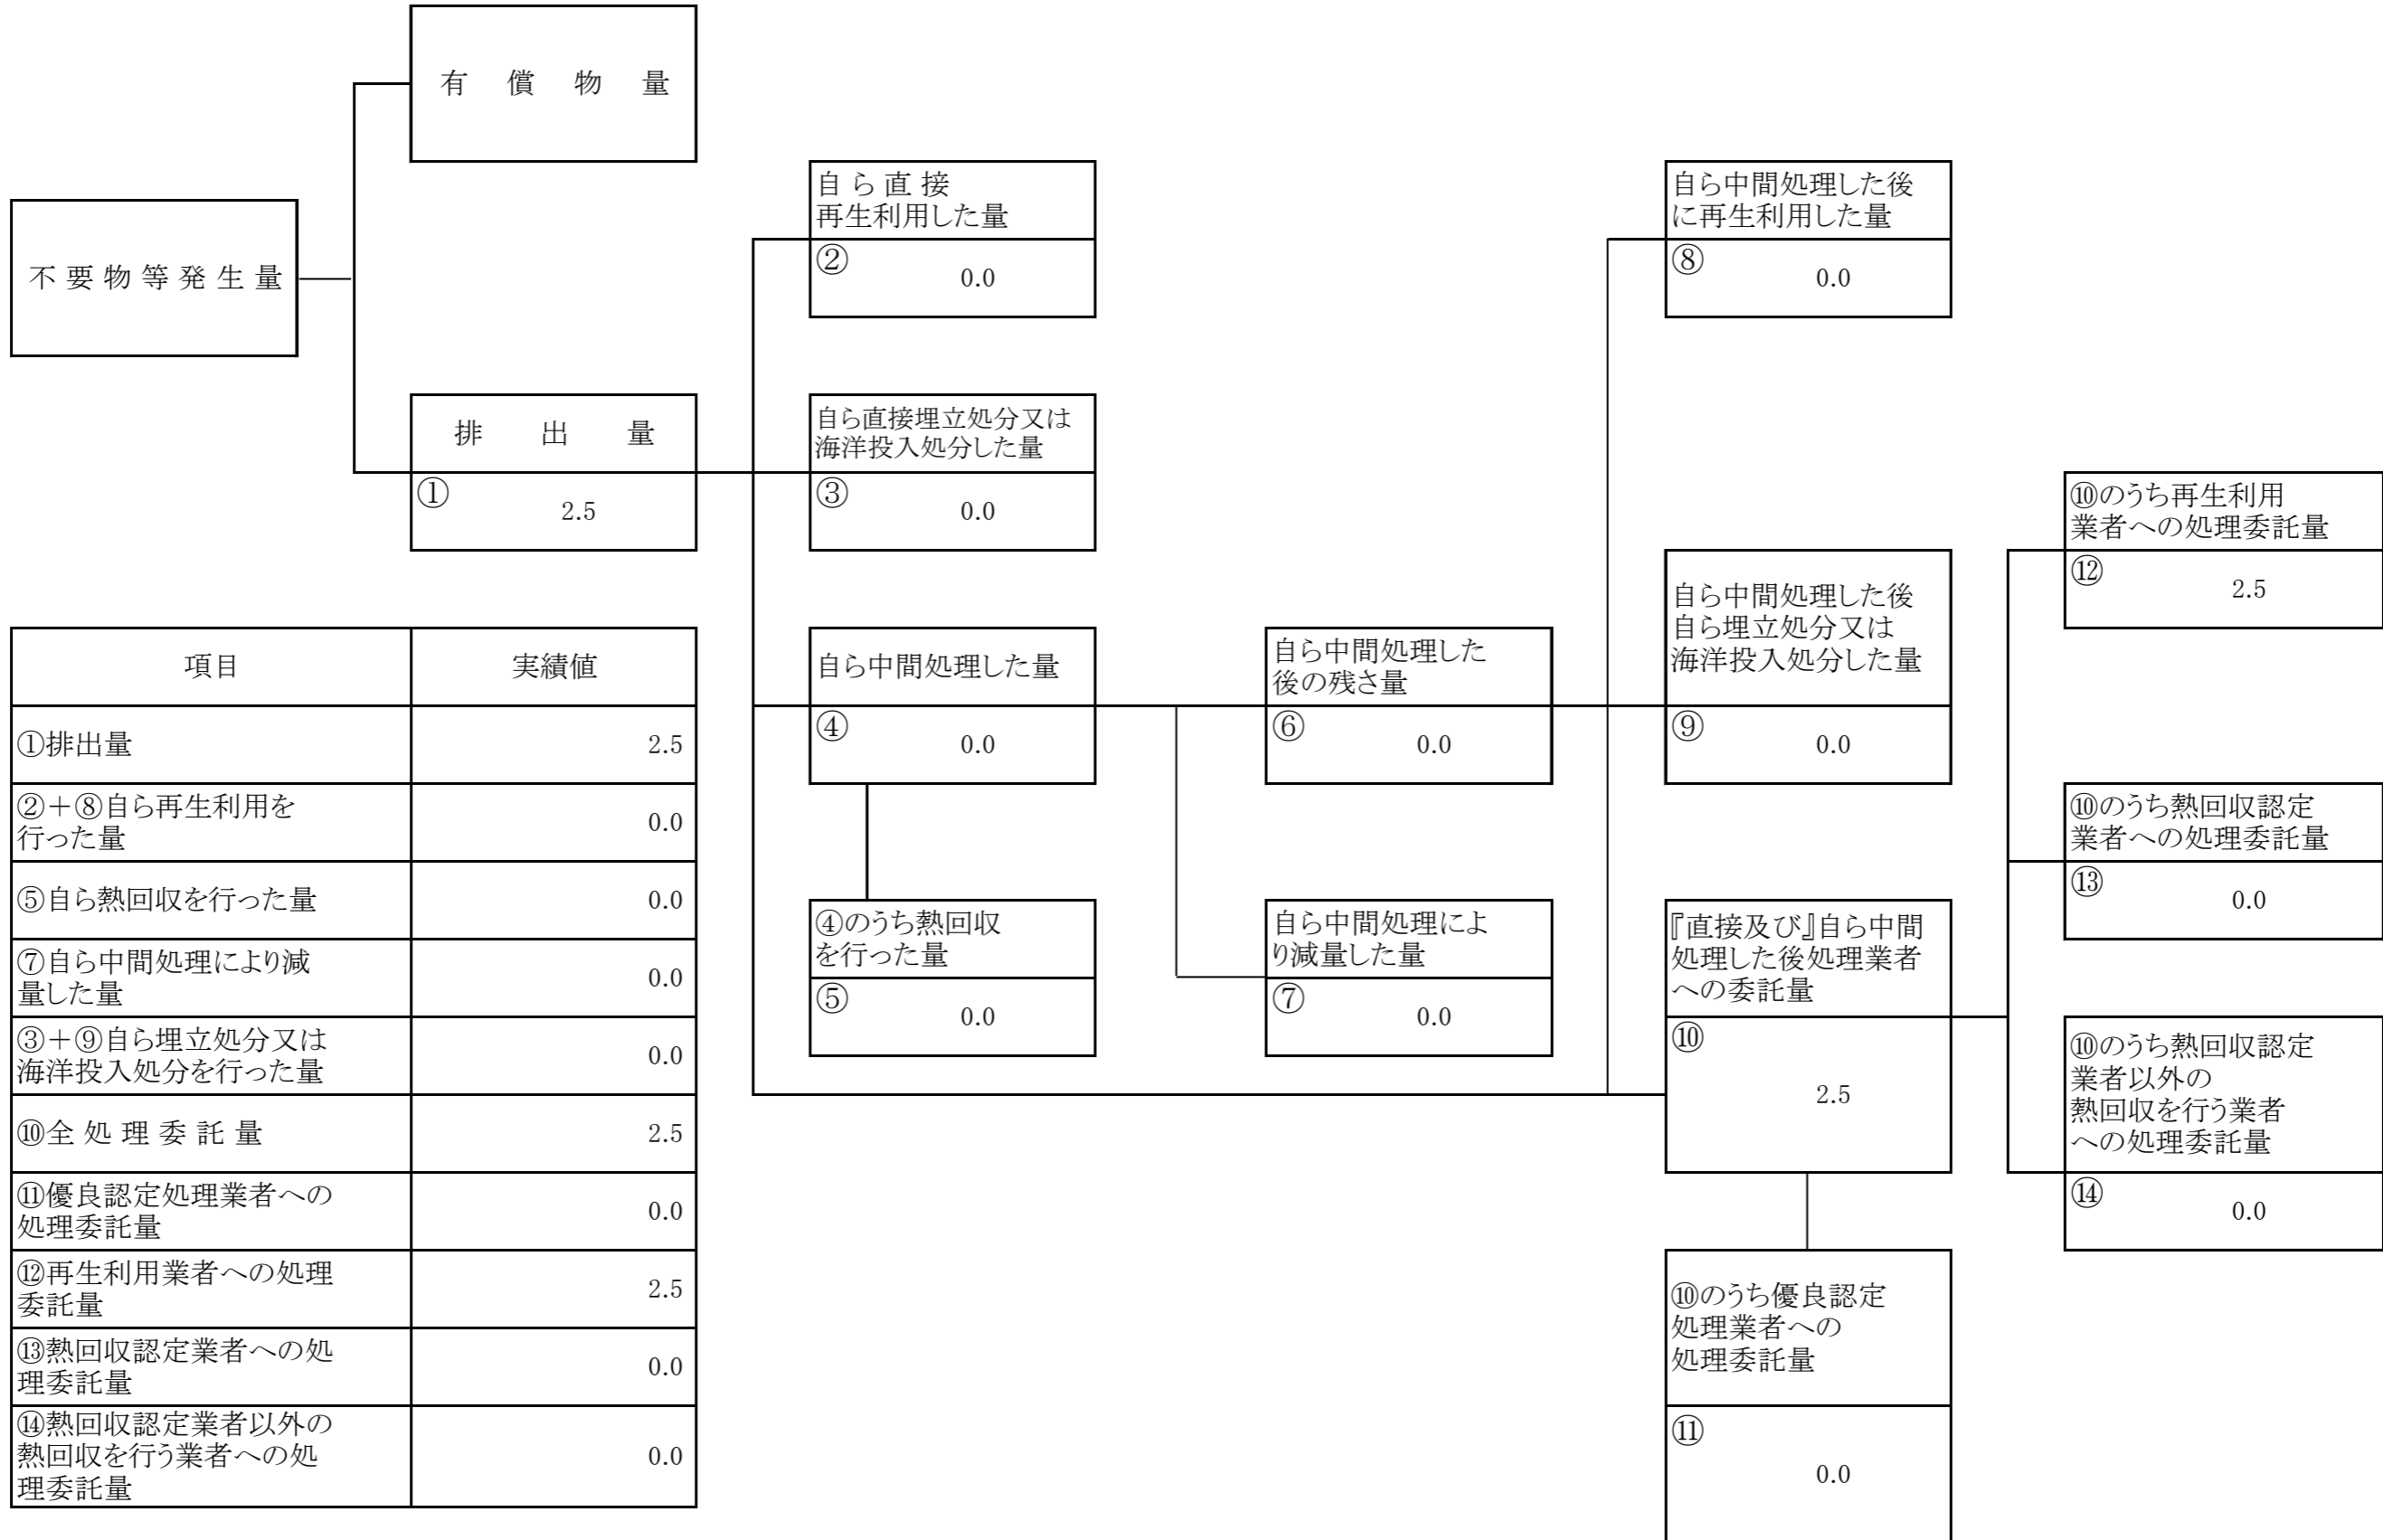 有償物量
不要物等発生量
排出量
①
2.5
自ら直接
再生利用した量
②
0.0
自ら直接埋立処分又は
海洋投入処分した量
③
0.0
自ら中間処理した量
④
0.0
④のうち熱回収
を行った量
⑤
0.0
自ら中間処理した
後の残さ量
⑥
0.0
自ら中間処理によ
り減量した量
⑦
0.0
自ら中間処理した後
に再生利用した量
⑧
0.0
自ら中間処理した後
自ら埋立処分又は
海洋投入処分した量
⑨
0.0
『直接及び』自ら中間
処理した後処理業者
への委託量
⑩
2.5
⑩のうち優良認定
処理業者への
処理委託量
⑪
0.0
⑩のうち再生利用
業者への処理委託量
⑫
2.5
⑩のうち熱回収認定
業者への処理委託量
⑬
0.0
⑩のうち熱回収認定
業者以外の
熱回収を行う業者
への処理委託量
⑭
0.0
項目 実績値
①排出量 2.5
②+⑧自ら再生利用を
行った量 0.0
⑤自ら熱回収を行った量 0.0
⑦自ら中間処理により減
量した量 0.0
③+⑨自ら埋立処分又は
海洋投入処分を行った量 0.0
⑩全処理委託量 2.5
⑪優良認定処理業者への
処理委託量 0.0
⑫再生利用業者への処理
委託量 2.5
⑬熱回収認定業者への処
理委託量 0.0
⑭熱回収認定業者以外の
熱回収を行う業者への処
理委託量 0.0